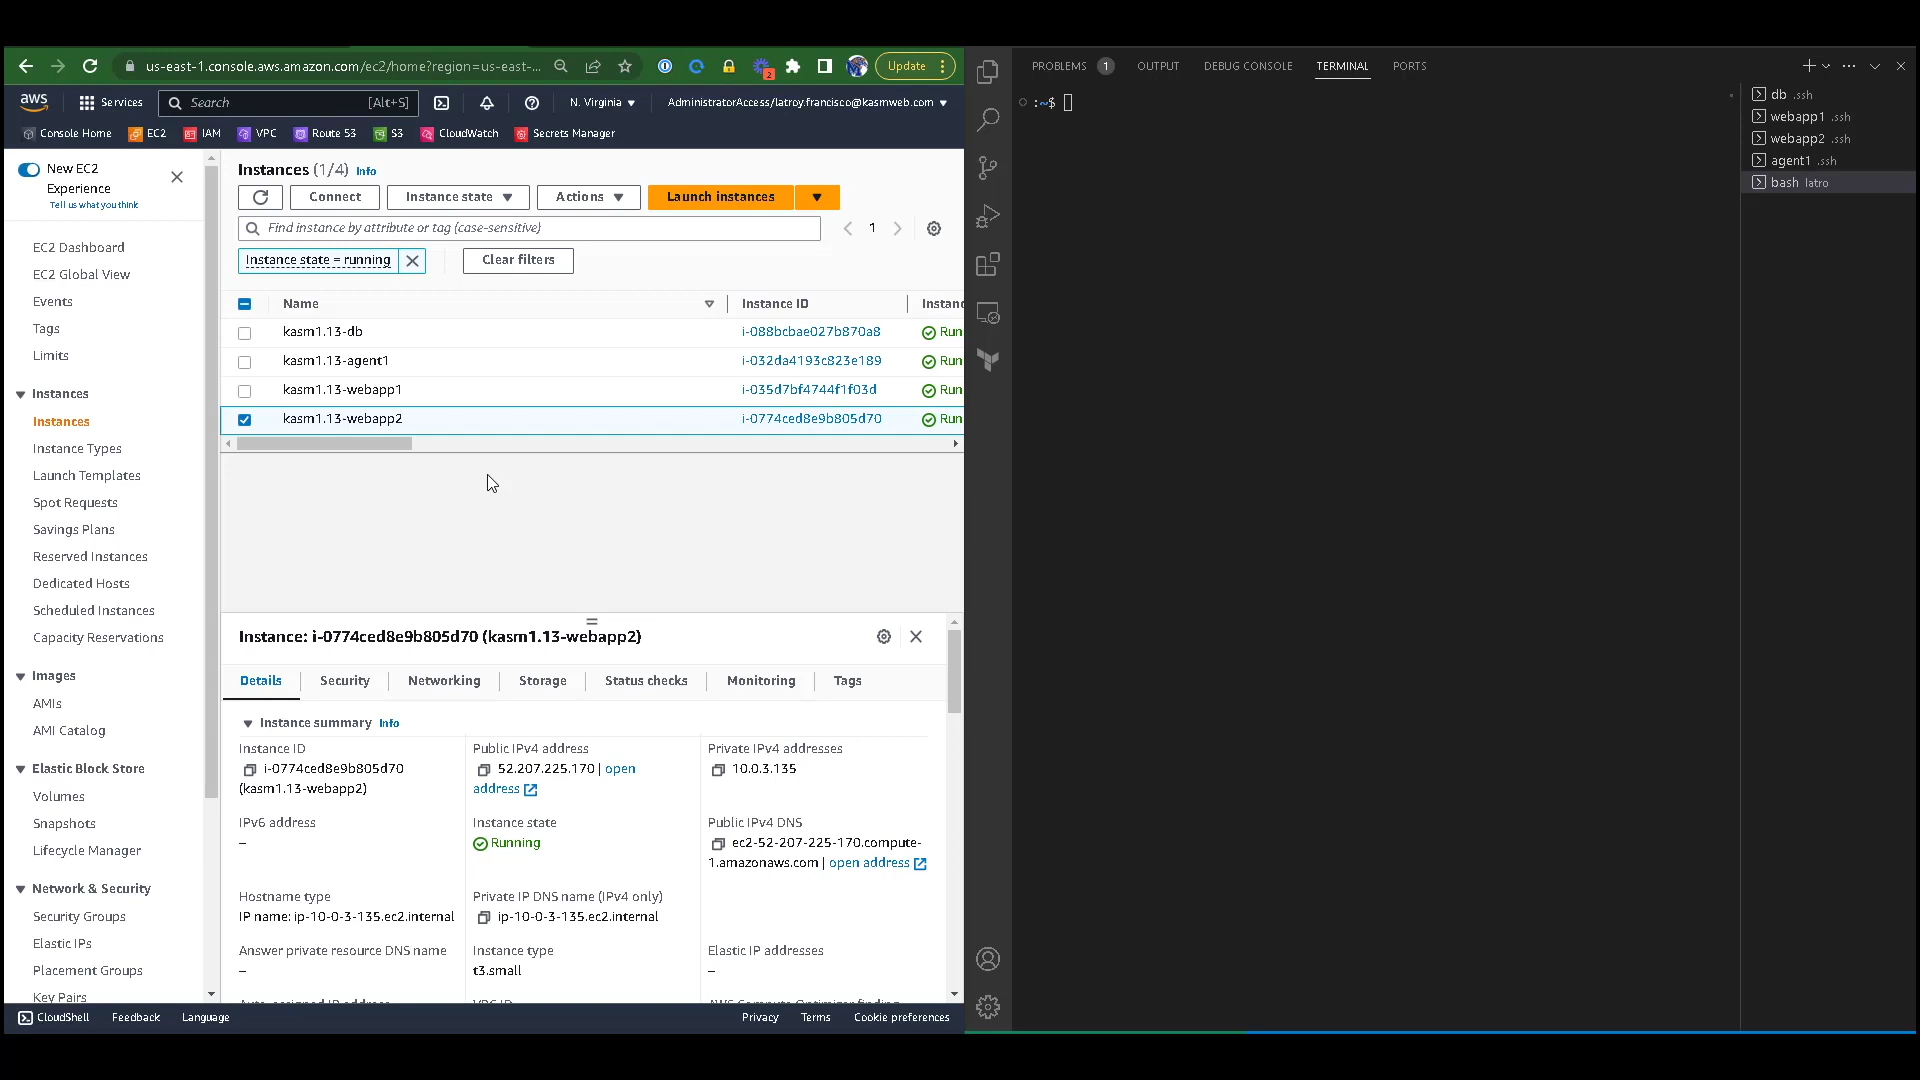 us-east-1.console.aws.amazon.com/ec2/home?region=us-east-...
2
Update
aws
Services
Search
[Alt+S]
N. Virginia
AdministratorAccess/latroy.francisco@kasmweb.com
Console Home
EC2
IAM
VPC
Route 53
S3
CloudWatch
Secrets Manager
New EC2
Experience
Tell us what you think
EC2 Dashboard
EC2 Global View
Events
Tags
Limits
Instances
Instances
Instance Types
Launch Templates
Spot Requests
Savings Plans
Reserved Instances
Dedicated Hosts
Scheduled Instances
Capacity Reservations
Images
AMIs
AMI Catalog
Elastic Block Store
Volumes
Snapshots
Lifecycle Manager
Network & Security
Security Groups
Elastic IPs
Placement Groups
Key Pairs
Instances (1/4) Info
Connect
Instance state
Actions
Launch instances
Find instance by attribute or tag (case-sensitive)
1
Instance state = running
Clear filters
Name Instance ID Instanc
kasm1.13-db i-088bcbae027b870a8 Run
kasm1.13-agent1 i-032da4193c823e189 Run
kasm1.13-webapp1 i-035d7bf4744f1f03d Run
kasm1.13-webapp2 i-0774ced8e9b805d70 Run
Instance: i-0774ced8e9b805d70 (kasm1.13-webapp2)
Details
Security
Networking
Storage
Status checks
Monitoring
Tags
Instance summary Info
Instance ID
i-0774ced8e9b805d70
(kasm1.13-webapp2)
Public IPv4 address
52.207.225.170 | open
address
Private IPv4 addresses
10.0.3.135
IPv6 address
–
Instance state
Running
Public IPv4 DNS
ec2-52-207-225-170.compute-
1.amazonaws.com | open address
Hostname type
IP name: ip-10-0-3-135.ec2.internal
Private IP DNS name (IPv4 only)
ip-10-0-3-135.ec2.internal
Answer private resource DNS name
–
Instance type
t3.small
Elastic IP addresses
–
CloudShell
Feedback
Language
Privacy
Terms
Cookie preferences
PROBLEMS 1
OUTPUT
DEBUG CONSOLE
TERMINAL
PORTS
:~$
db .ssh
webapp1 .ssh
webapp2 .ssh
agent1 .ssh
bash latro